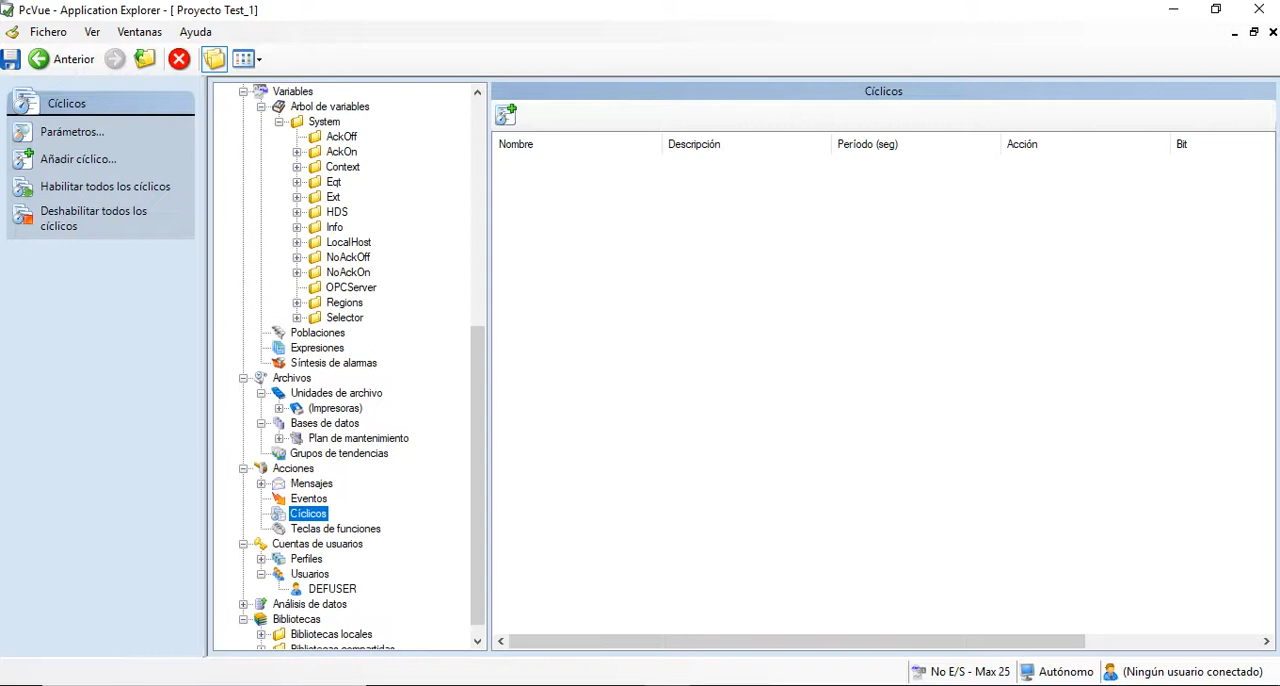 PcVue - Application Explorer - [ Proyecto Test_1]
Fichero Ver Ventanas Ayuda
Anterior
Cíclicos
Parámetros...
Añadir cíclico...
Habilitar todos los cíclicos
Deshabilitar todos los
cíclicos
Variables
Arbol de variables
System
AckOff
AckOn
Context
Eqt
Ext
HDS
Info
LocalHost
NoAckOff
NoAckOn
OPCServer
Regions
Selector
Poblaciones
Expresiones
Síntesis de alarmas
Archivos
Unidades de archivo
(Impresoras)
Bases de datos
Plan de mantenimiento
Grupos de tendencias
Acciones
Mensajes
Eventos
Cíclicos
Teclas de funciones
Cuentas de usuarios
Perfiles
Usuarios
DEFUSER
Análisis de datos
Bibliotecas
Bibliotecas locales
Bibliotecas compartidas
Cíclicos
Nombre Descripción Período (seg) Acción Bit
No E/S - Max 25 Autónomo (Ningún usuario conectado)